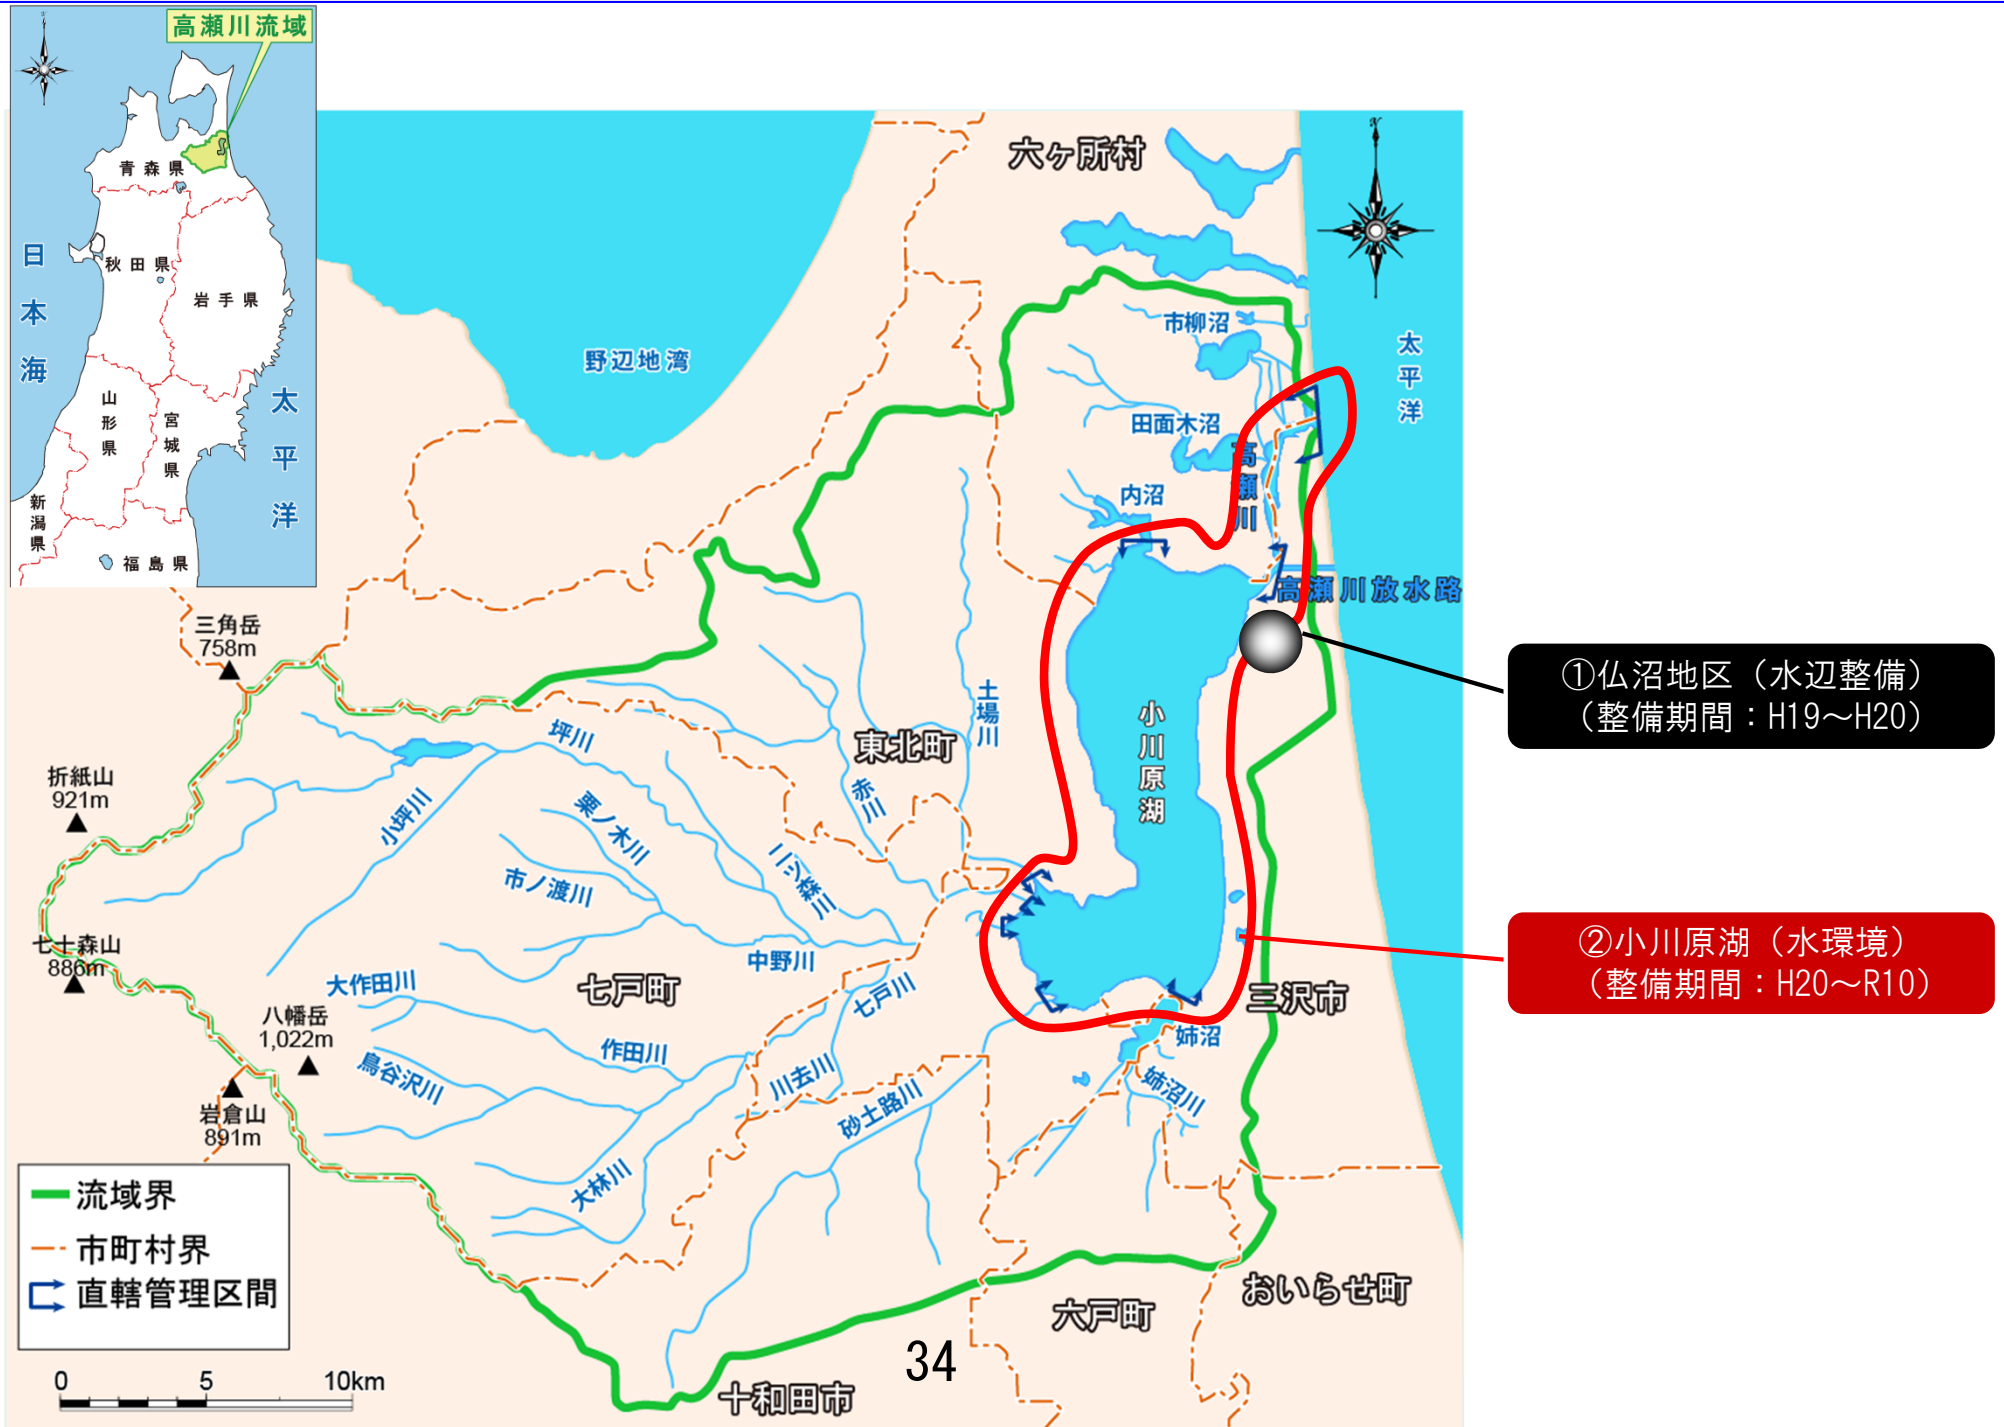 高瀬川流域
青森県
秋田県
岩手県
山形県
宮城県
新潟県
福島県
日本海
太平洋
六ヶ所村
野辺地湾
太平洋
市柳沼
田面木沼
高瀬川
内沼
高瀬川放水路
三角岳
758m
①仏沼地区（水辺整備）
（整備期間：H19～H20）
土場川
小川原湖
坪川
東北町
折紙山
921m
小坪川
栗ノ木川
赤川
二ツ森川
市ノ渡川
七十森山
886m
中野川
②小川原湖（水環境）
（整備期間：H20～R10）
大作田川
七戸町
七戸川
三沢市
八幡岳
1,022m
姉沼
作田川
鳥谷沢川
川去川
姉沼川
砂土路川
岩倉山
891m
大林川
流域界
市町村界
直轄管理区間
おいらせ町
六戸町
34
十和田市
0 5 10km